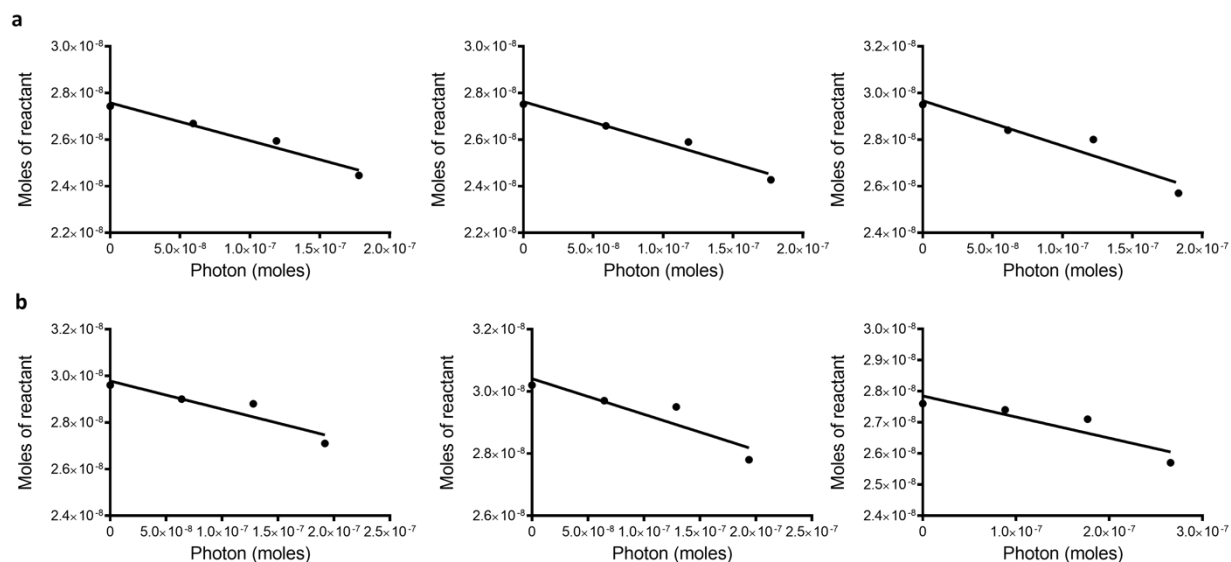 a
3.0×10⁻⁸
2.8×10⁻⁸
2.6×10⁻⁸
2.4×10⁻⁸
2.2×10⁻⁸
Moles of reactant
0 5.0×10⁻⁸ 1.0×10⁻⁷ 1.5×10⁻⁷ 2.0×10⁻⁷
Photon (moles)
3.0×10⁻⁸
2.8×10⁻⁸
2.6×10⁻⁸
2.4×10⁻⁸
2.2×10⁻⁸
Moles of reactant
0 5.0×10⁻⁸ 1.0×10⁻⁷ 1.5×10⁻⁷ 2.0×10⁻⁷
Photon (moles)
3.2×10⁻⁸
3.0×10⁻⁸
2.8×10⁻⁸
2.6×10⁻⁸
2.4×10⁻⁸
Moles of reactant
0 5.0×10⁻⁸ 1.0×10⁻⁷ 1.5×10⁻⁷ 2.0×10⁻⁷
Photon (moles)
b
3.2×10⁻⁸
3.0×10⁻⁸
2.8×10⁻⁸
2.6×10⁻⁸
2.4×10⁻⁸
Moles of reactant
0 5.0×10⁻⁸ 1.0×10⁻⁷ 1.5×10⁻⁷ 2.0×10⁻⁷ 2.5×10⁻⁷
Photon (moles)
3.2×10⁻⁸
3.0×10⁻⁸
2.8×10⁻⁸
2.6×10⁻⁸
Moles of reactant
0 5.0×10⁻⁸ 1.0×10⁻⁷ 1.5×10⁻⁷ 2.0×10⁻⁷ 2.5×10⁻⁷
Photon (moles)
3.0×10⁻⁸
2.9×10⁻⁸
2.8×10⁻⁸
2.7×10⁻⁸
2.6×10⁻⁸
2.5×10⁻⁸
2.4×10⁻⁸
Moles of reactant
0 1.0×10⁻⁷ 2.0×10⁻⁷ 3.0×10⁻⁷
Photon (moles)